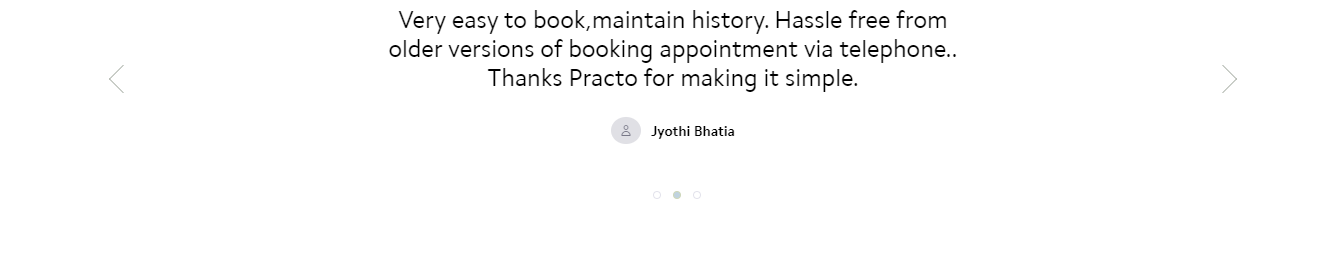 Very easy to book,maintain history. Hassle free from
older versions of booking appointment via telephone..
Thanks Practo for making it simple.
Jyothi Bhatia